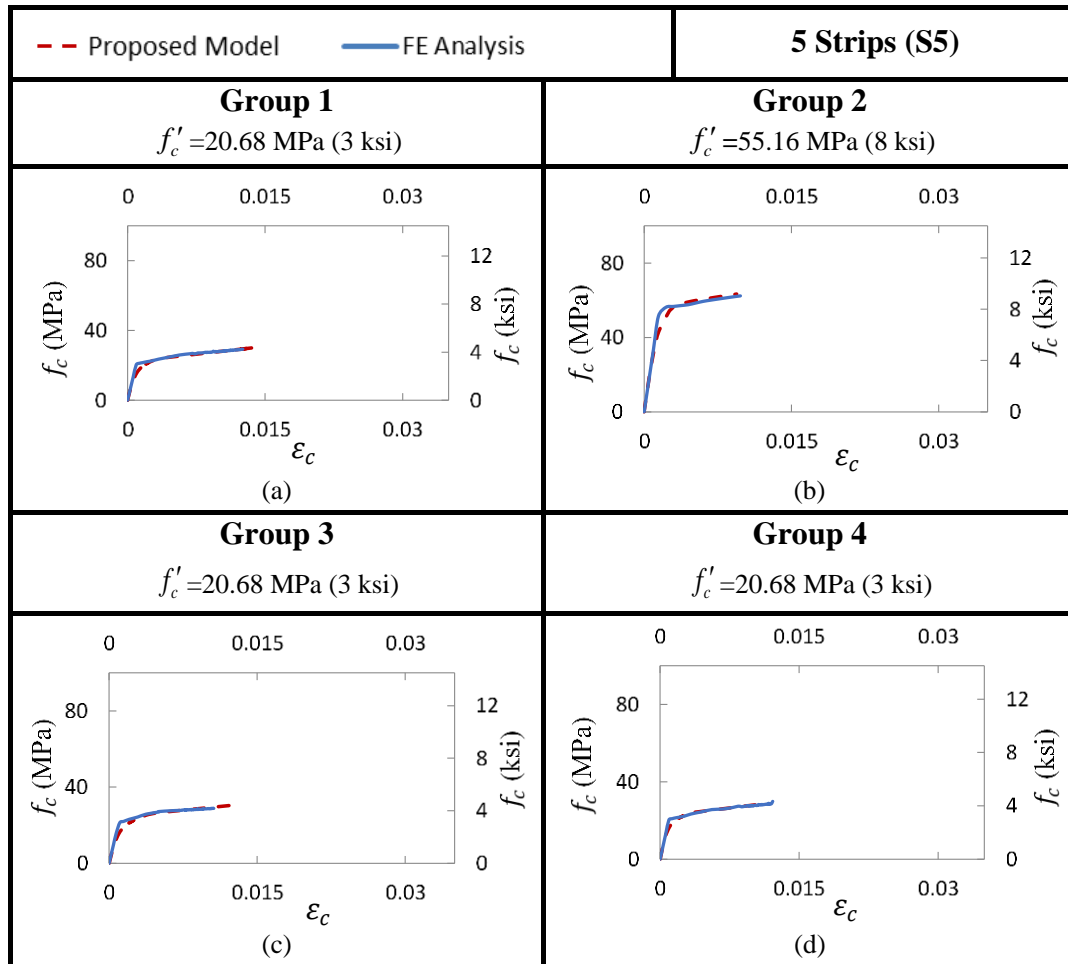 Proposed Model FE Analysis 5 Strips (S5)
Group 1
f′c =20.68 MPa (3 ksi)
Group 2
f′c =55.16 MPa (8 ksi)
0 0.015 0.03
80
40
0
12
8
4
0
fc (MPa)
fc (ksi)
0 0.015 0.03
εc
(a)
0 0.015 0.03
80
40
0
12
8
4
0
fc (MPa)
fc (ksi)
0 0.015 0.03
εc
(b)
Group 3
f′c =20.68 MPa (3 ksi)
Group 4
f′c =20.68 MPa (3 ksi)
0 0.015 0.03
80
40
0
12
8
4
0
fc (MPa)
fc (ksi)
0 0.015 0.03
εc
(c)
0 0.015 0.03
80
40
0
12
8
4
0
fc (MPa)
fc (ksi)
0 0.015 0.03
εc
(d)